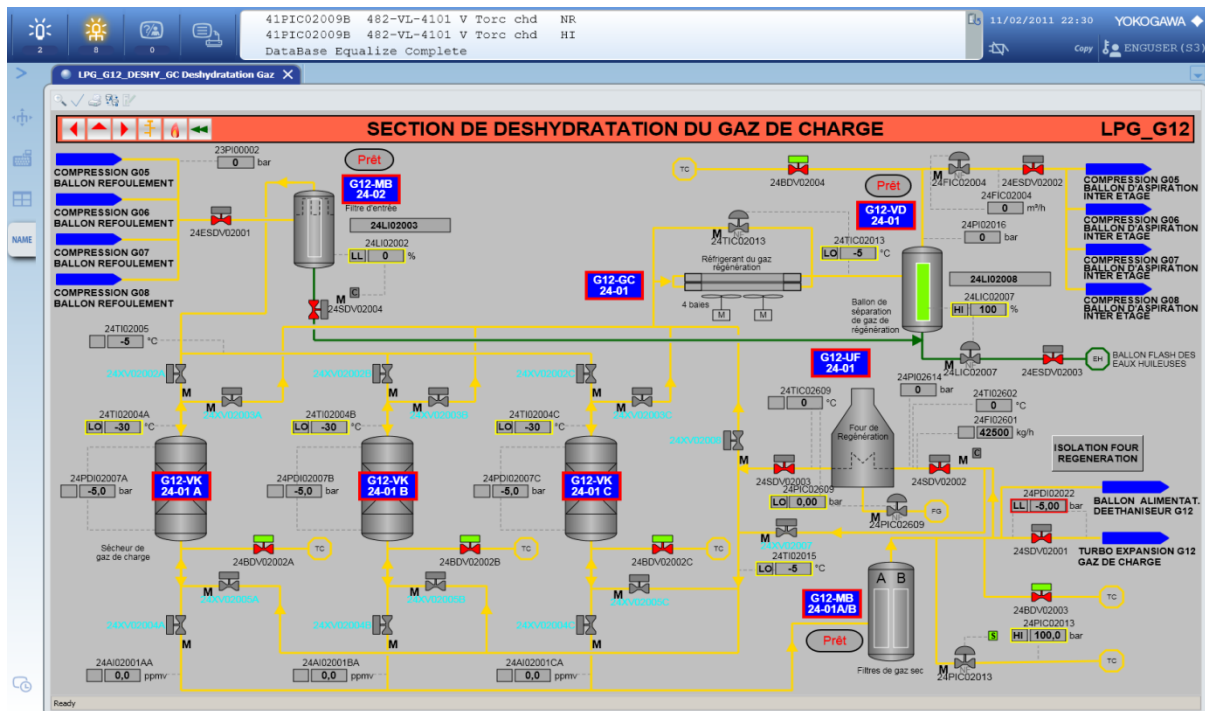 41PIC02009B 482-VL-4101 V Torc chd NR
41PIC02009B 482-VL-4101 V Torc chd HI
DataBase Equalize Complete
11/02/2011 22:30 YOKOGAWA
2 8 0
Copy ENGUSER (S3)
LPG_G12_DESHY_GC Deshydratation Gaz
NAME
SECTION DE DESHYDRATATION DU GAZ DE CHARGE LPG_G12
COMPRESSION G05
BALLON REFOULEMENT
COMPRESSION G06
BALLON REFOULEMENT
COMPRESSION G07
BALLON REFOULEMENT
COMPRESSION G08
BALLON REFOULEMENT
23PI00002
0 bar
24ESDV02001
Prêt
G12-MB
24-02
Filtre d'entrée
24LI02003
24LI02002
LL 0 %
C
M
24SDV02004
TC
24BDV02004
Prêt
G12-VD
24-01
M
24FIC02004
24ESDV02002
24FIC02004
0 m³/h
24PI02016
0 bar
COMPRESSION G05
BALLON D'ASPIRATION
INTER ETAGE
COMPRESSION G06
BALLON D'ASPIRATION
INTER ETAGE
COMPRESSION G07
BALLON D'ASPIRATION
INTER ETAGE
COMPRESSION G08
BALLON D'ASPIRATION
INTER ETAGE
M
24TIC02013
24TIC02013
LO -5 °C
Réfrigerant du gaz
régénération
G12-GC
24-01
4 baies
M M
Ballon de
séparation
de gaz de
régénération
24LI02008
24LIC02007
HI 100 %
M
24LIC02007
24ESDV02003
EH
BALLON FLASH DES
EAUX HUILEUSES
24TI02005
-5 °C
24XV02002A
24XV02002B
24XV02002C
M M M
24XV02003A
24XV02003B
24XV02003C
M M M
24TI02004A
LO -30 °C
24TI02004B
LO -30 °C
24TI02004C
LO -30 °C
24PDI02007A
-5,0 bar
24PDI02007B
-5,0 bar
24PDI02007C
-5,0 bar
G12-VK
24-01 A
G12-VK
24-01 B
G12-VK
24-01 C
Sécheur de
gaz de charge
24BDV02002A
TC
24BDV02002B
TC
24BDV02002C
TC
M M M
M M M
24AI02001AA
0,0 ppmv
24AI02001BA
0,0 ppmv
24AI02001CA
0,0 ppmv
G12-UF
24-01
24TIC02609
0 °C
24PI02614
0 bar
24TI02602
0 °C
24FI02601
42500 kg/h
Four de
Regénération
M
24SDV02003
24SDV02002
M C
24PIC02609
LO 0,00 bar
M
24PIC02609
FG
M
24XV02007
24TI02015
LO -5 °C
ISOLATION FOUR
REGENERATION
24PDI02022
LL -5,00 bar
BALLON ALIMENTAT.
DEETHANISEUR G12
24SDV02001
TURBO EXPANSION G12
GAZ DE CHARGE
G12-MB
24-01A/B
Prêt
A B
Filtres de gaz sec
24BDV02003
TC
24PIC02013
S HI 100,0 bar
M
24PIC02013
TC
Ready